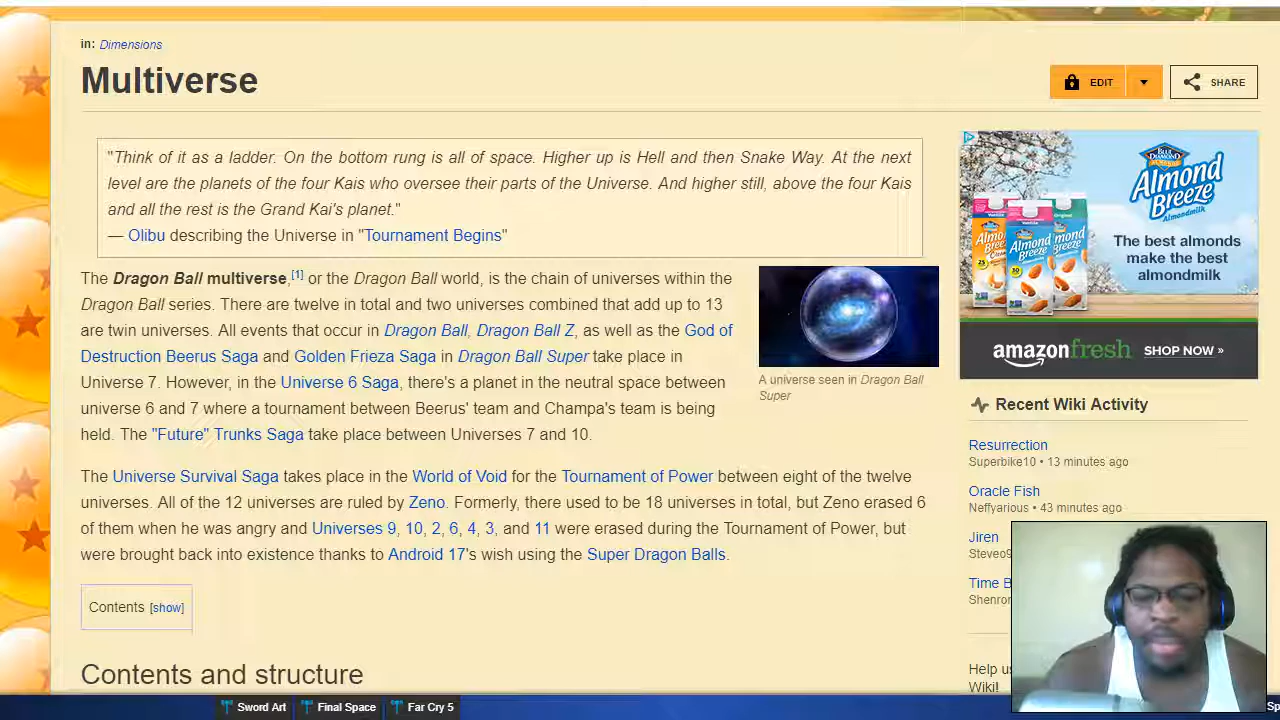 in: Dimensions
Multiverse
EDIT
SHARE
"Think of it as a ladder. On the bottom rung is all of space. Higher up is Hell and then Snake Way. At the next
level are the planets of the four Kais who oversee their parts of the Universe. And higher still, above the four Kais
and all the rest is the Grand Kai's planet."
— Olibu describing the Universe in "Tournament Begins"
The Dragon Ball multiverse,[1] or the Dragon Ball world, is the chain of universes within the
Dragon Ball series. There are twelve in total and two universes combined that add up to 13
are twin universes. All events that occur in Dragon Ball, Dragon Ball Z, as well as the God of
Destruction Beerus Saga and Golden Frieza Saga in Dragon Ball Super take place in
Universe 7. However, in the Universe 6 Saga, there's a planet in the neutral space between
universe 6 and 7 where a tournament between Beerus' team and Champa's team is being
held. The "Future" Trunks Saga take place between Universes 7 and 10.
A universe seen in Dragon Ball
Super
The Universe Survival Saga takes place in the World of Void for the Tournament of Power between eight of the twelve
universes. All of the 12 universes are ruled by Zeno. Formerly, there used to be 18 universes in total, but Zeno erased 6
of them when he was angry and Universes 9, 10, 2, 6, 4, 3, and 11 were erased during the Tournament of Power, but
were brought back into existence thanks to Android 17's wish using the Super Dragon Balls.
Contents [show]
Contents and structure
BLUE DIAMOND
Almond
Breeze
Almondmilk
The best almonds
make the best
almondmilk
amazonfresh SHOP NOW »
Recent Wiki Activity
Resurrection
Superbike10 • 13 minutes ago
Oracle Fish
Neffyarious • 43 minutes ago
Jiren
Time B
Help us
Wiki!
Sword Art
Final Space
Far Cry 5
Sp